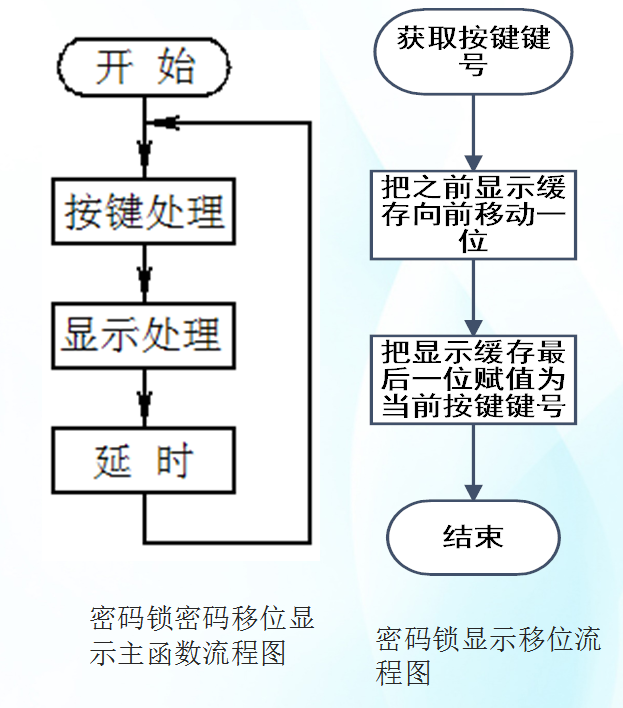 开 始
按键处理
显示处理
延 时
密码锁密码移位显
示主函数流程图
获取按键键
号
把之前显示缓
存向前移动一
位
把显示缓存最
后一位赋值为
当前按键键号
结束
密码锁显示移位流
程图